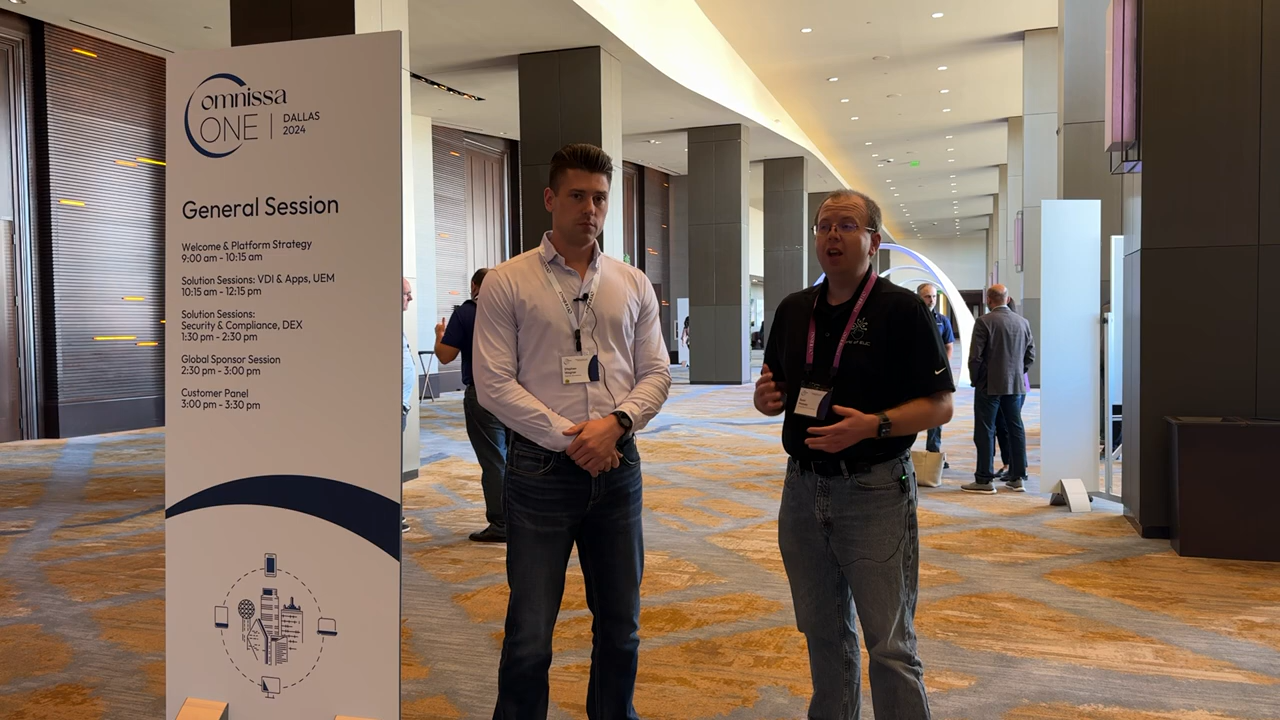 omnissa
ONE | DALLAS
2024
General Session
Welcome & Platform Strategy
9:00 am - 10:15 am
Solution Sessions: VDI & Apps, UEM
10:15 am - 12:15 pm
Solution Sessions:
Security & Compliance, DEX
1:30 pm - 2:30 pm
Global Sponsor Session
2:30 pm - 3:00 pm
Customer Panel
3:00 pm - 3:30 pm